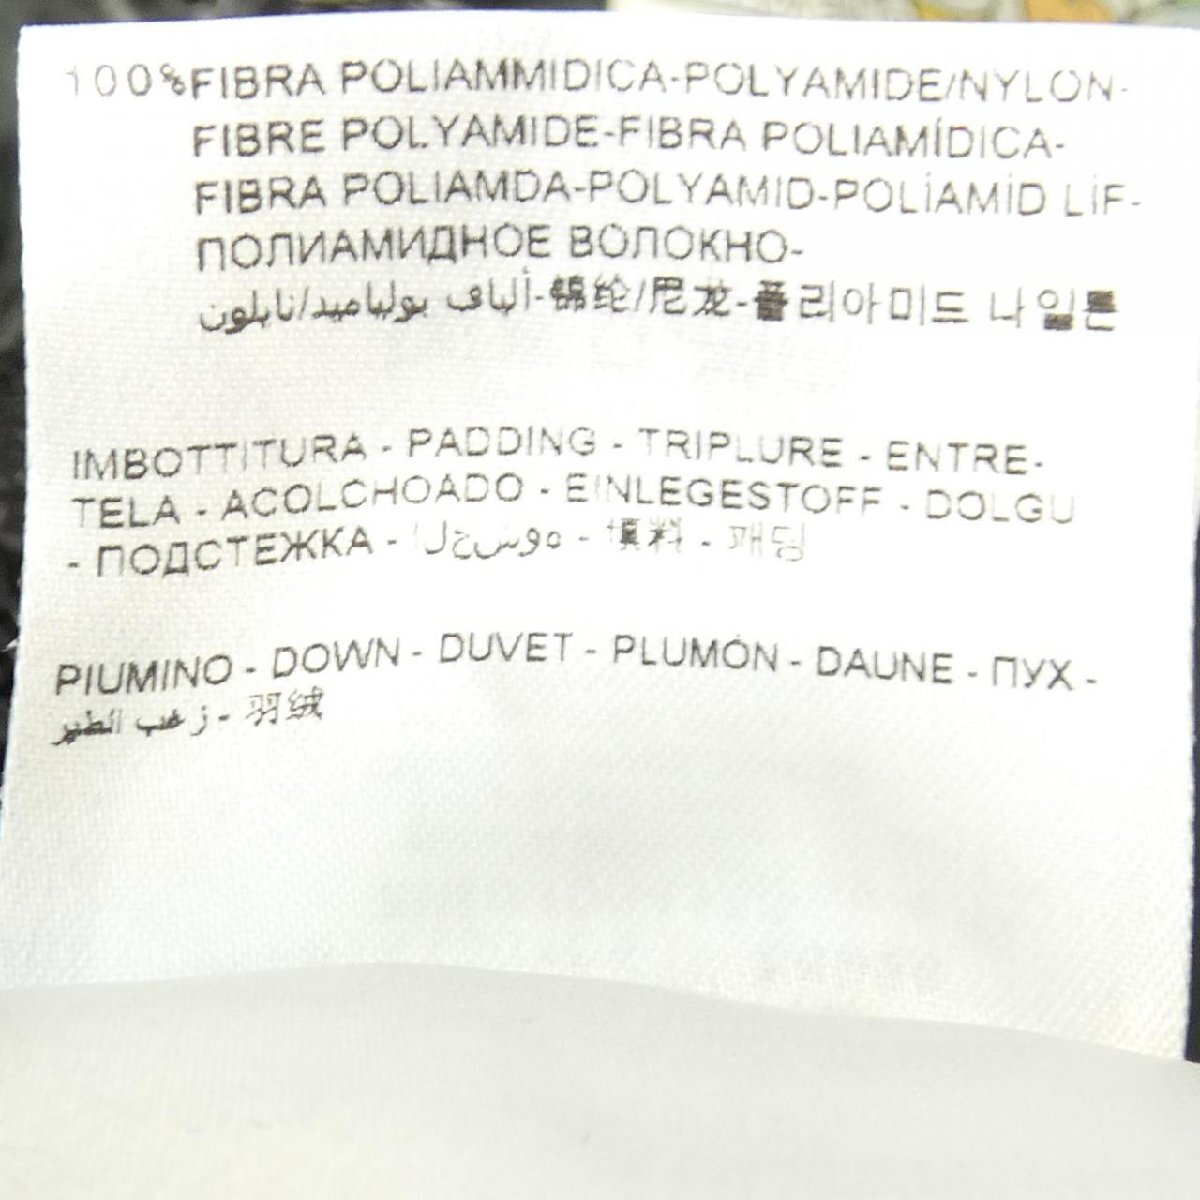 100%FIBRA POLIAMMIDICA-POLYAMIDE/NYLON-
FIBRE POLYAMIDE-FIBRA POLIAMÍDICA-
FIBRA POLIAMDA-POLYAMID-POLİAMİD LİF-
ПОЛИАМИДНОЕ ВОЛОКНО-
ألياف بولياميد/نايلون-锦纶/尼龙-폴리아미드 나일론
IMBOTTITURA - PADDING - TRIPLURE - ENTRE-
TELA - ACOLCHOADO - EINLEGESTOFF - DOLGU
- ПОДСТЕЖКА - الحشوه - 填料 - 패딩
PIUMINO - DOWN - DUVET - PLUMÓN - DAUNE - ПУХ -
زغب الطير - 羽绒